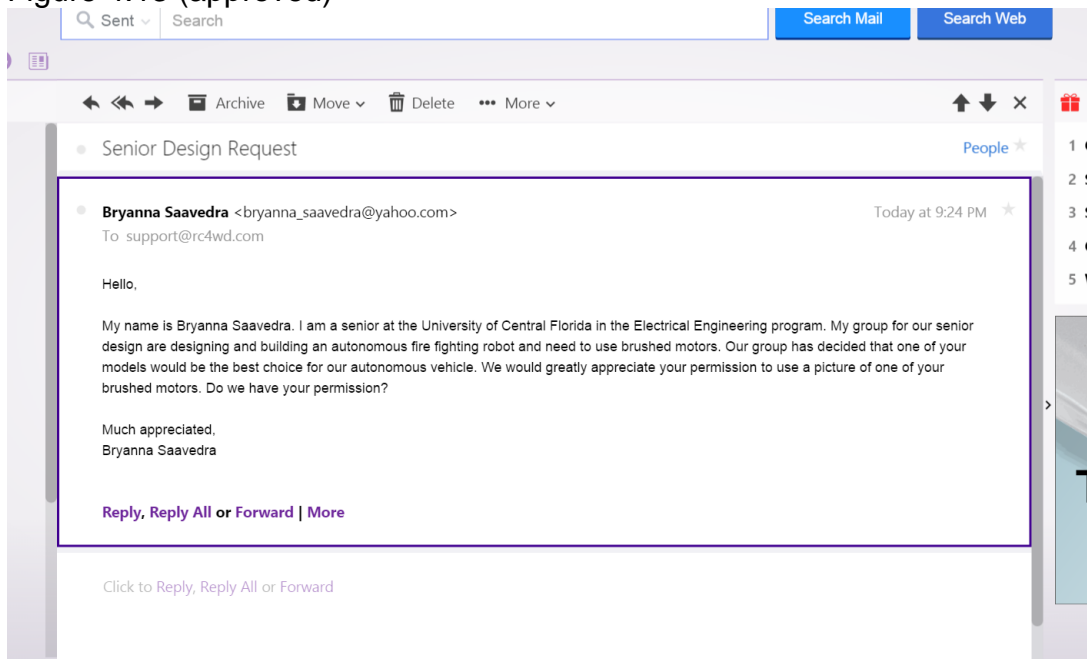 Sent Search Search Mail Search Web
Archive Move Delete ••• More
Senior Design Request People
Bryanna Saavedra <bryanna_saavedra@yahoo.com> Today at 9:24 PM
To support@rc4wd.com
Hello,
My name is Bryanna Saavedra. I am a senior at the University of Central Florida in the Electrical Engineering program. My group for our senior
design are designing and building an autonomous fire fighting robot and need to use brushed motors. Our group has decided that one of your
models would be the best choice for our autonomous vehicle. We would greatly appreciate your permission to use a picture of one of your
brushed motors. Do we have your permission?
Much appreciated,
Bryanna Saavedra
Reply, Reply All or Forward | More
Click to Reply, Reply All or Forward
1
2
3
4
5